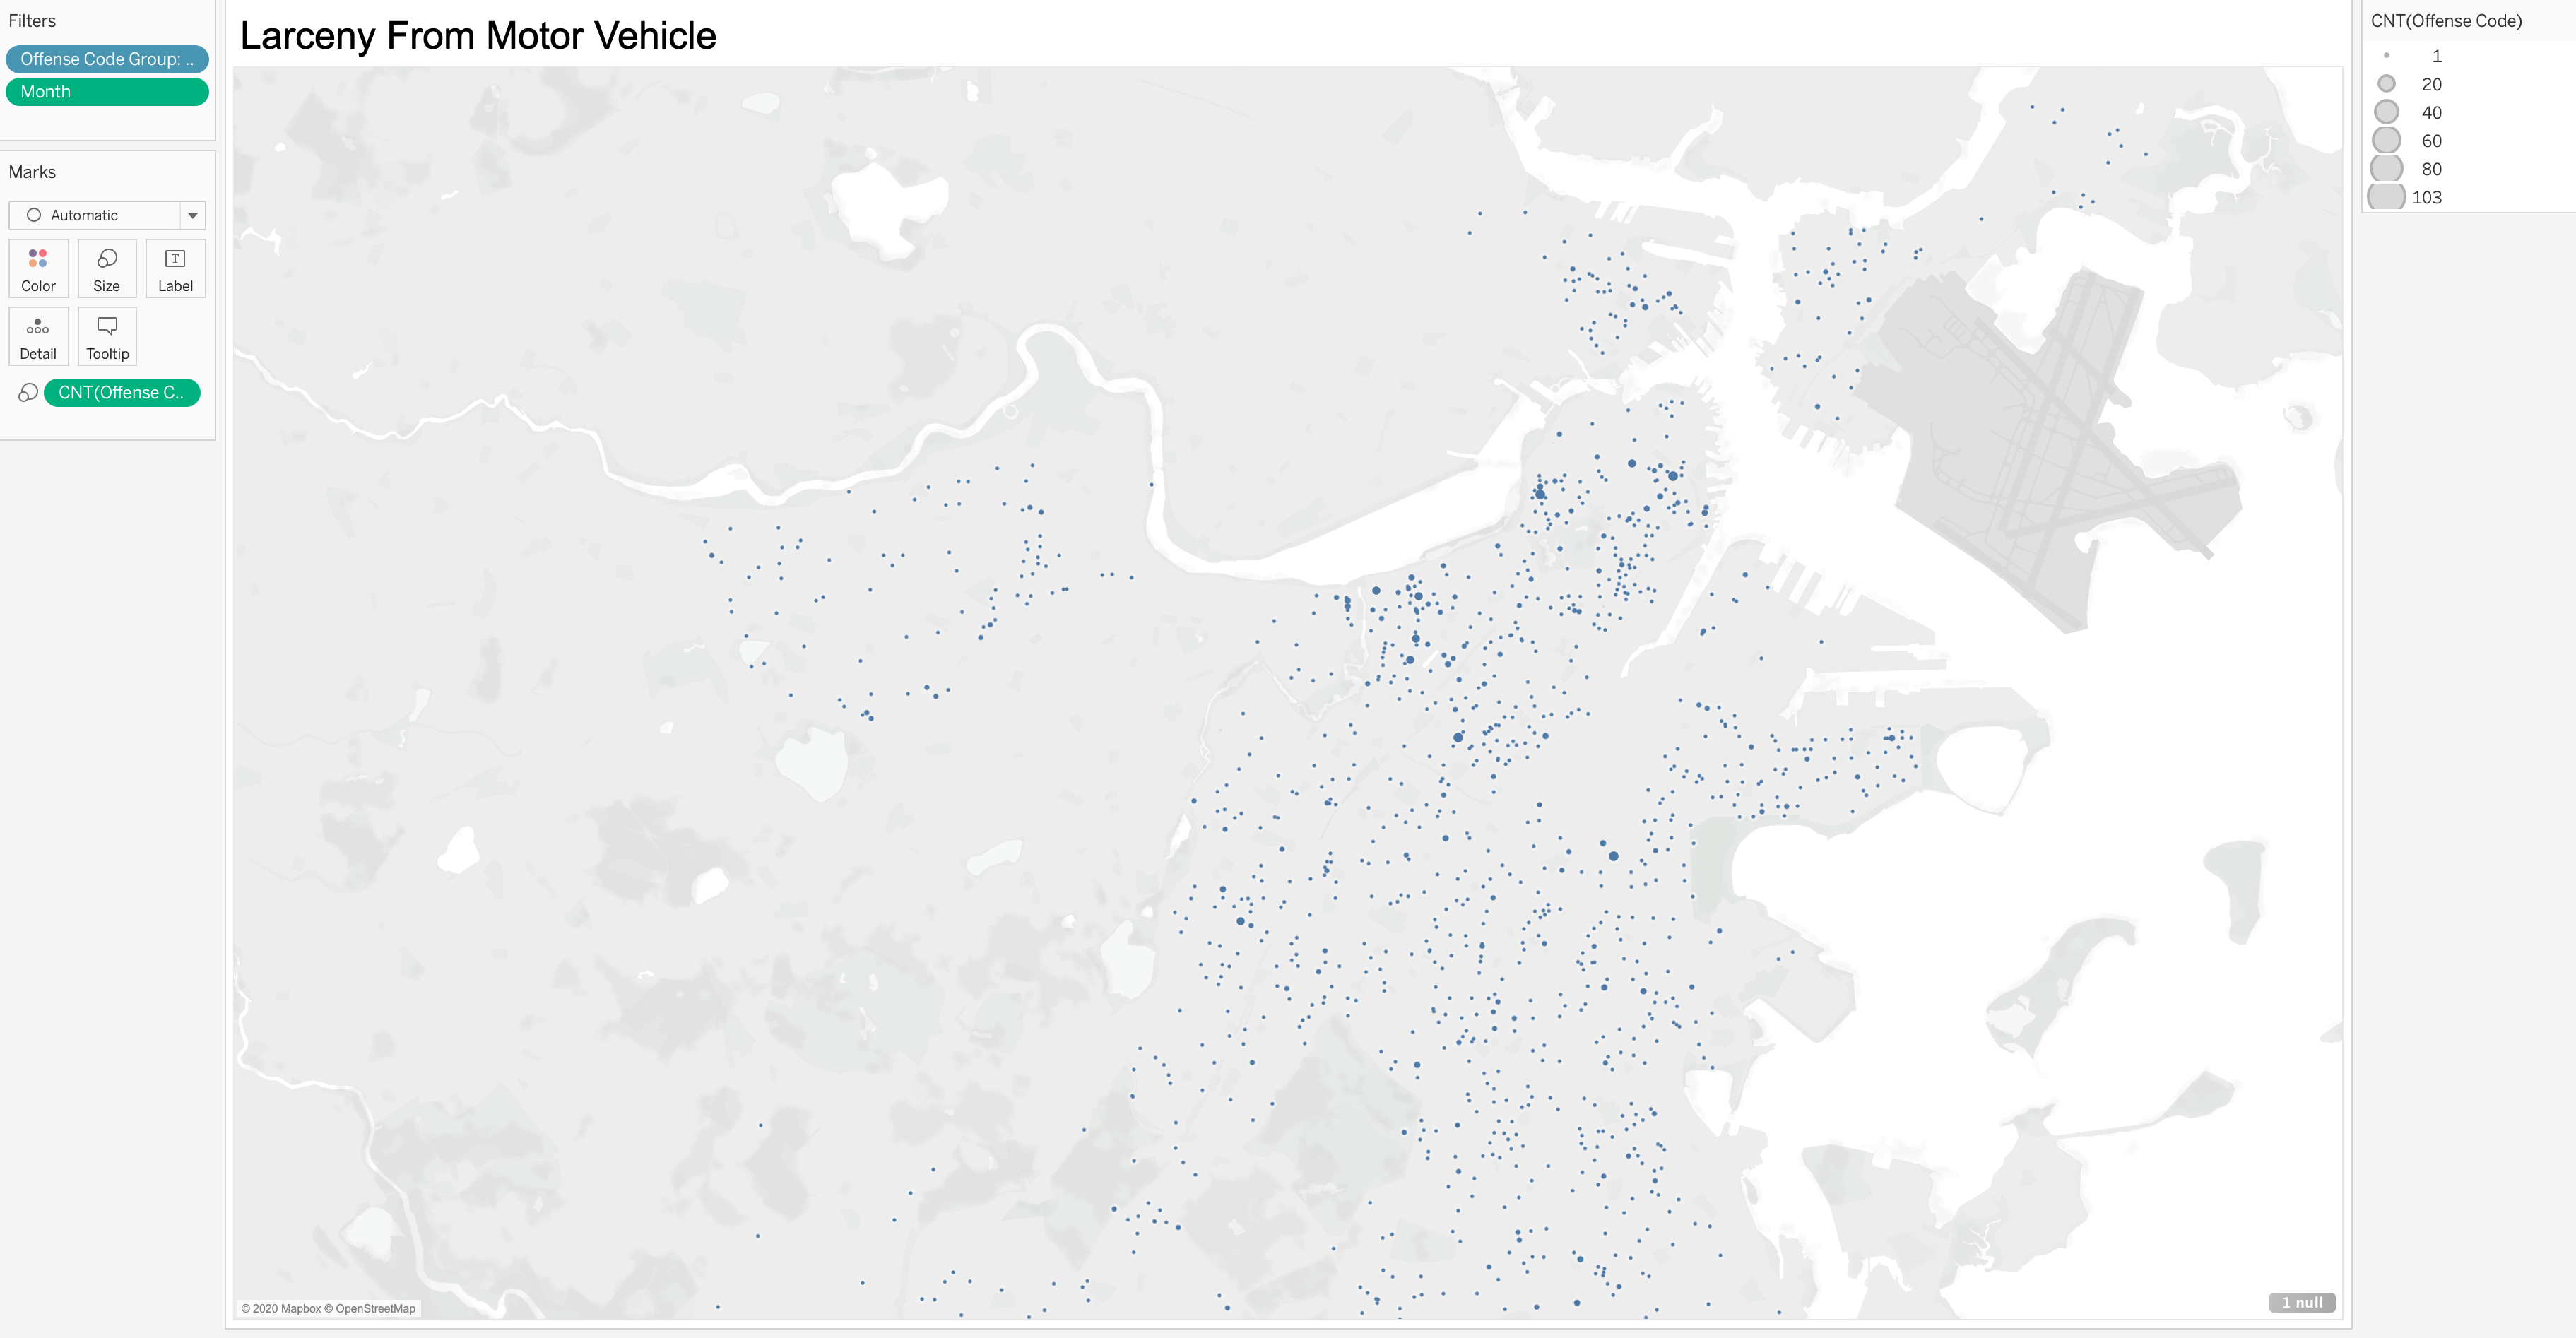 Filters
Offense Code Group: ..
Month
Marks
Automatic
Color
Size
T
Label
Detail
Tooltip
CNT(Offense C..
Larceny From Motor Vehicle
© 2020 Mapbox © OpenStreetMap
1 null
CNT(Offense Code)
1
20
40
60
80
103